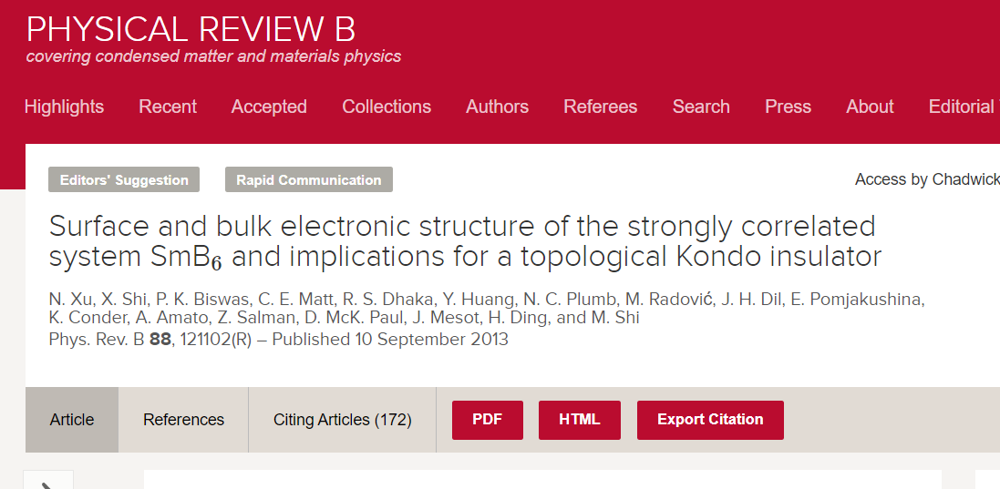 PHYSICAL REVIEW B
covering condensed matter and materials physics
Highlights Recent Accepted Collections Authors Referees Search Press About Editorial
Editors' Suggestion Rapid Communication Access by Chadwick
Surface and bulk electronic structure of the strongly correlated
system SmB₆ and implications for a topological Kondo insulator
N. Xu, X. Shi, P. K. Biswas, C. E. Matt, R. S. Dhaka, Y. Huang, N. C. Plumb, M. Radović, J. H. Dil, E. Pomjakushina,
K. Conder, A. Amato, Z. Salman, D. McK. Paul, J. Mesot, H. Ding, and M. Shi
Phys. Rev. B 88, 121102(R) – Published 10 September 2013
Article References Citing Articles (172) PDF HTML Export Citation